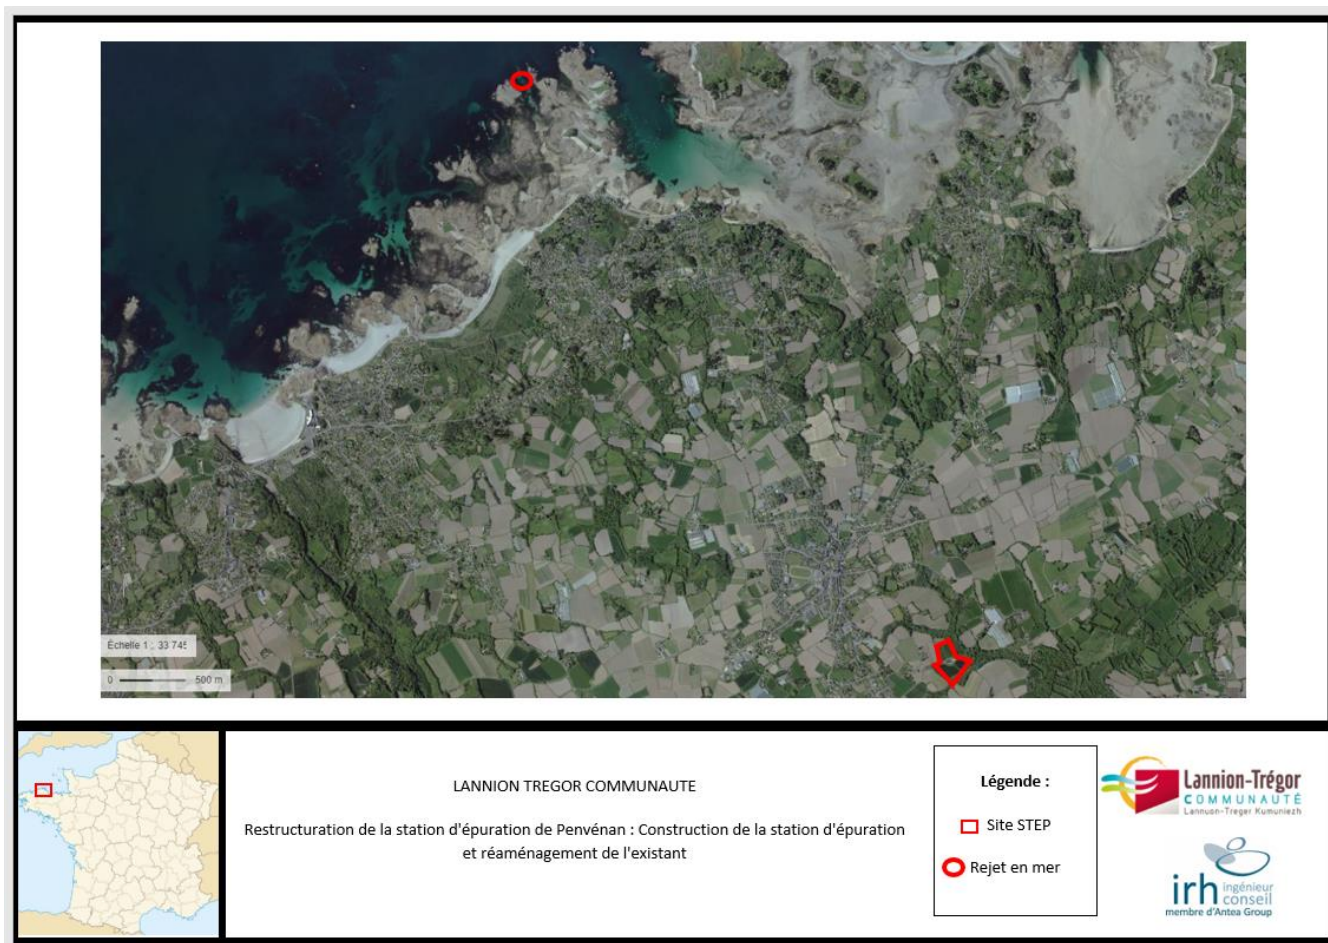 Échelle 1 : 33 745
0 500 m
LANNION TREGOR COMMUNAUTE
Restructuration de la station d'épuration de Penvénan : Construction de la station d'épuration
et réaménagement de l'existant
Légende :
Site STEP
Rejet en mer
Lannion-Trégor
COMMUNAUTÉ
Lannuon-Treger Kumuniezh
irh ingénieur
conseil
membre d'Antea Group